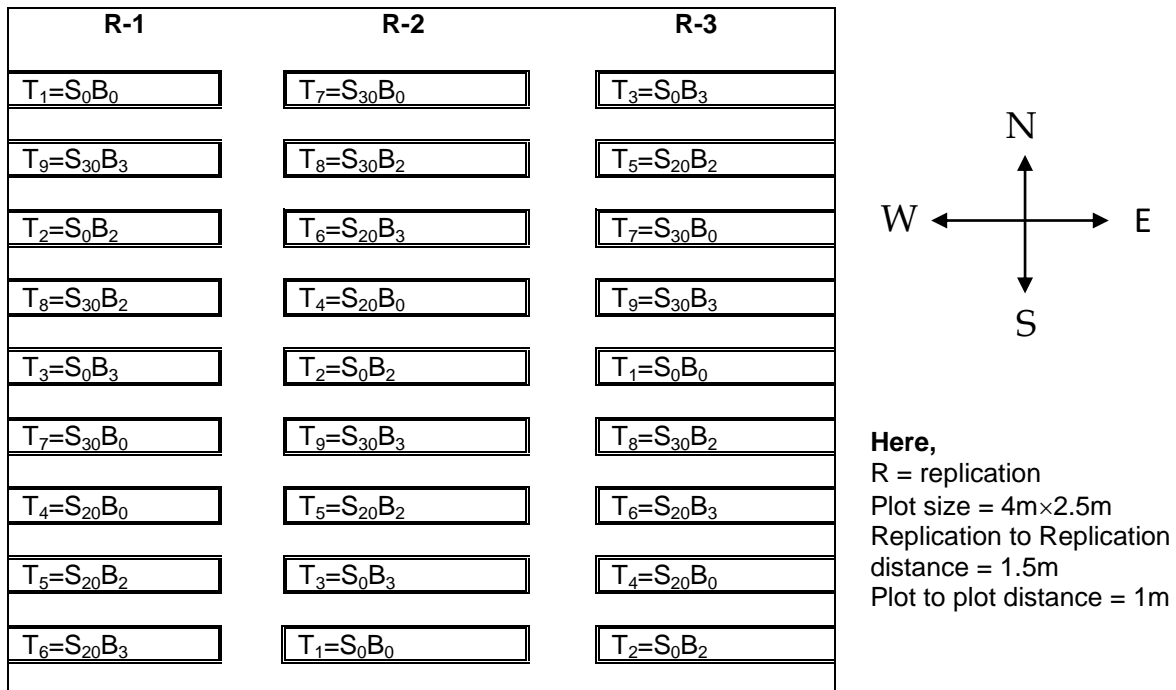 R-1 R-2 R-3
T₁=S₀B₀ T₇=S₃₀B₀ T₃=S₀B₃
T₉=S₃₀B₃ T₈=S₃₀B₂ T₅=S₂₀B₂
T₂=S₀B₂ T₆=S₂₀B₃ T₇=S₃₀B₀
T₈=S₃₀B₂ T₄=S₂₀B₀ T₉=S₃₀B₃
T₃=S₀B₃ T₂=S₀B₂ T₁=S₀B₀
T₇=S₃₀B₀ T₉=S₃₀B₃ T₈=S₃₀B₂
T₄=S₂₀B₀ T₅=S₂₀B₂ T₆=S₂₀B₃
T₅=S₂₀B₂ T₃=S₀B₃ T₄=S₂₀B₀
T₆=S₂₀B₃ T₁=S₀B₀ T₂=S₀B₂
N
W E
S
Here,
R = replication
Plot size = 4m×2.5m
Replication to Replication
distance = 1.5m
Plot to plot distance = 1m